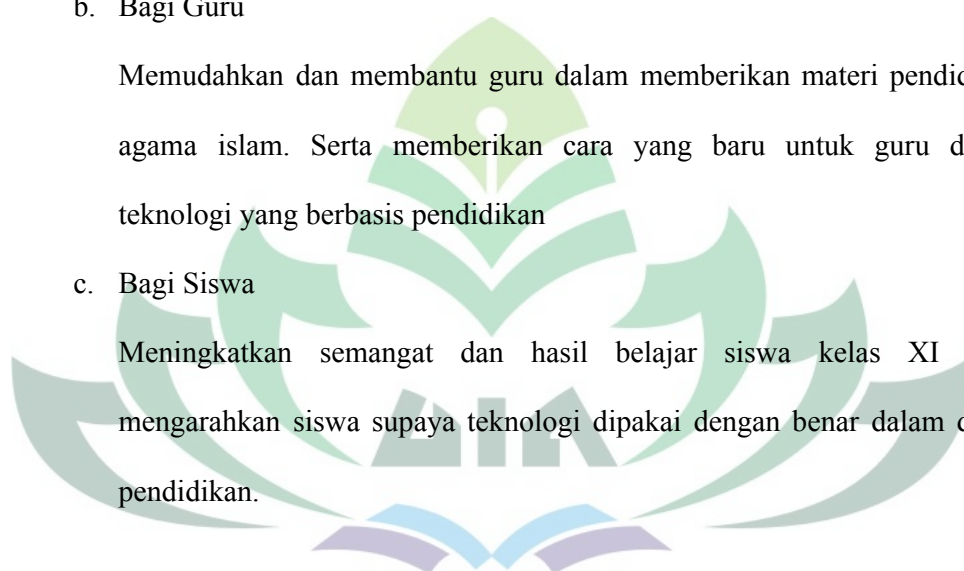 b. Bagi Guru
Memudahkan dan membantu guru dalam memberikan materi
agama islam. Serta memberikan cara yang baru untuk guru
teknologi yang berbasis pendidikan
c. Bagi Siswa
Meningkatkan semangat dan hasil belajar siswa kelas XI
mengarahkan siswa supaya teknologi dipakai dengan benar dalam
pendidikan.